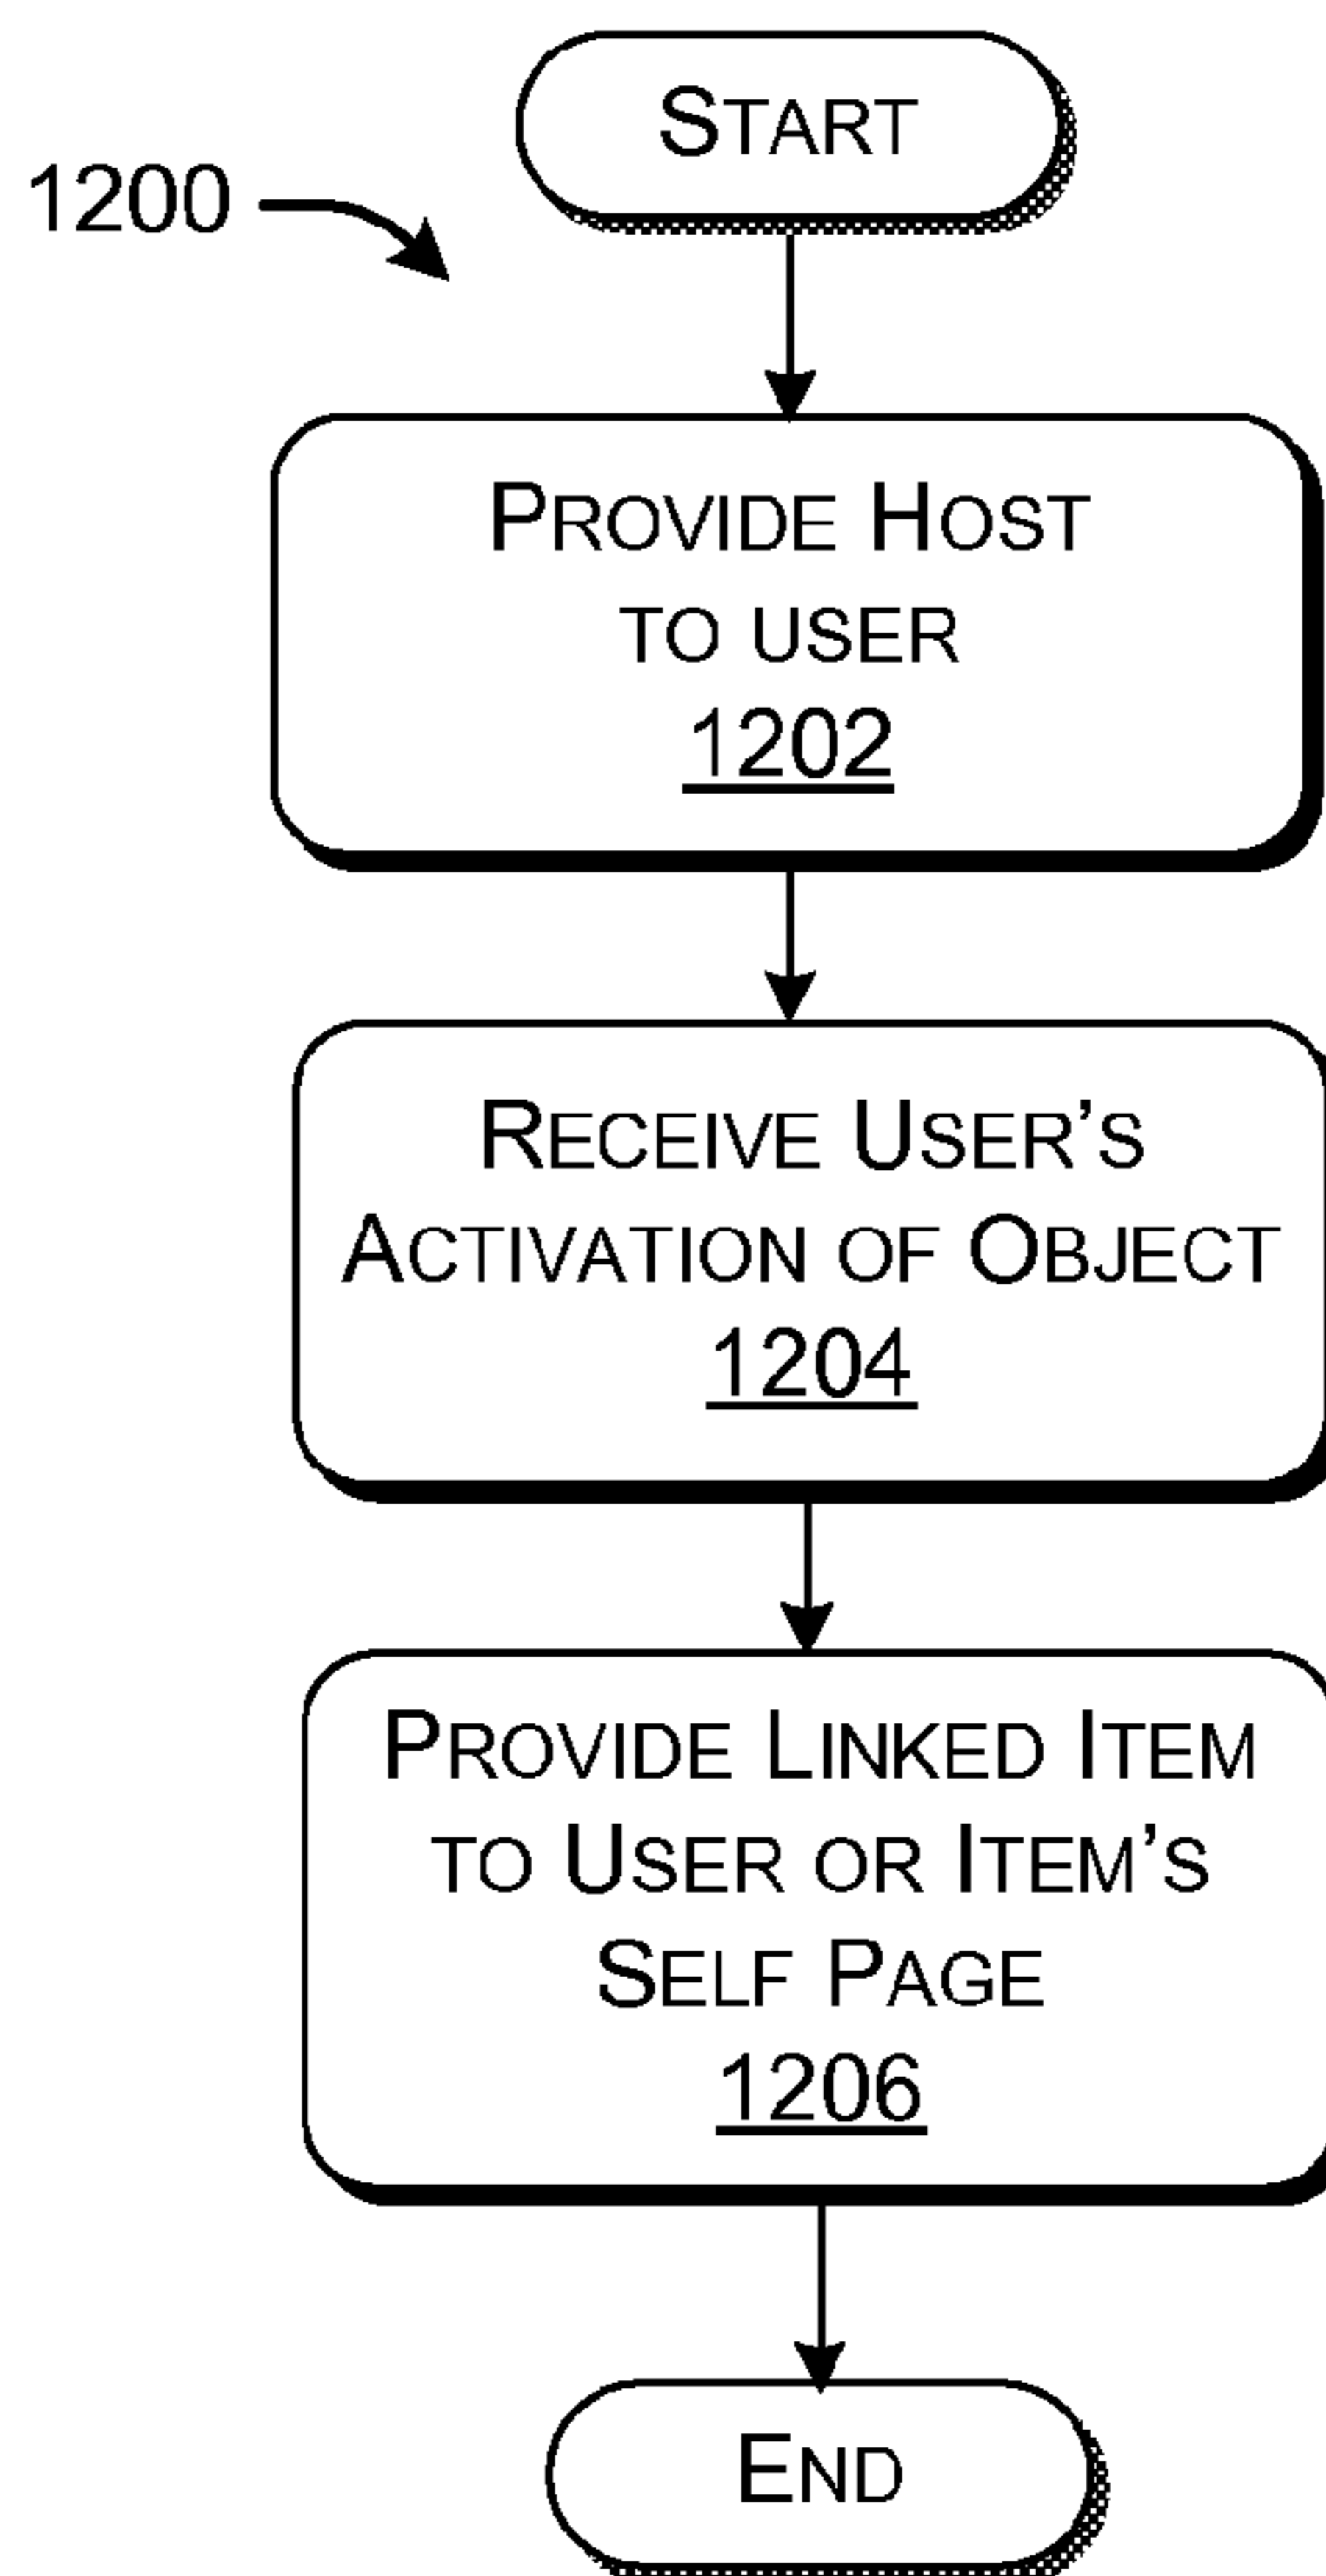 START
1200
PROVIDE HOST
TO USER
1202
RECEIVE USER'S
ACTIVATION OF OBJECT
1204
PROVIDE LINKED ITEM
TO USER OR ITEM'S
SELF PAGE
1206
END